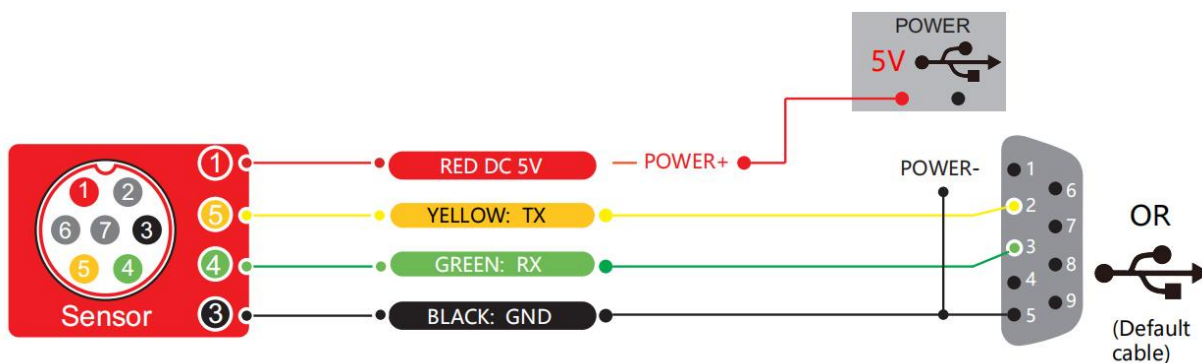 POWER
5V
1 RED DC 5V POWER+
POWER-
5 YELLOW: TX
4 GREEN: RX
3 BLACK: GND
1 2
6 7 3
5 4
Sensor
1
6
2
7
3
8
4
9
5
OR
(Default
cable)